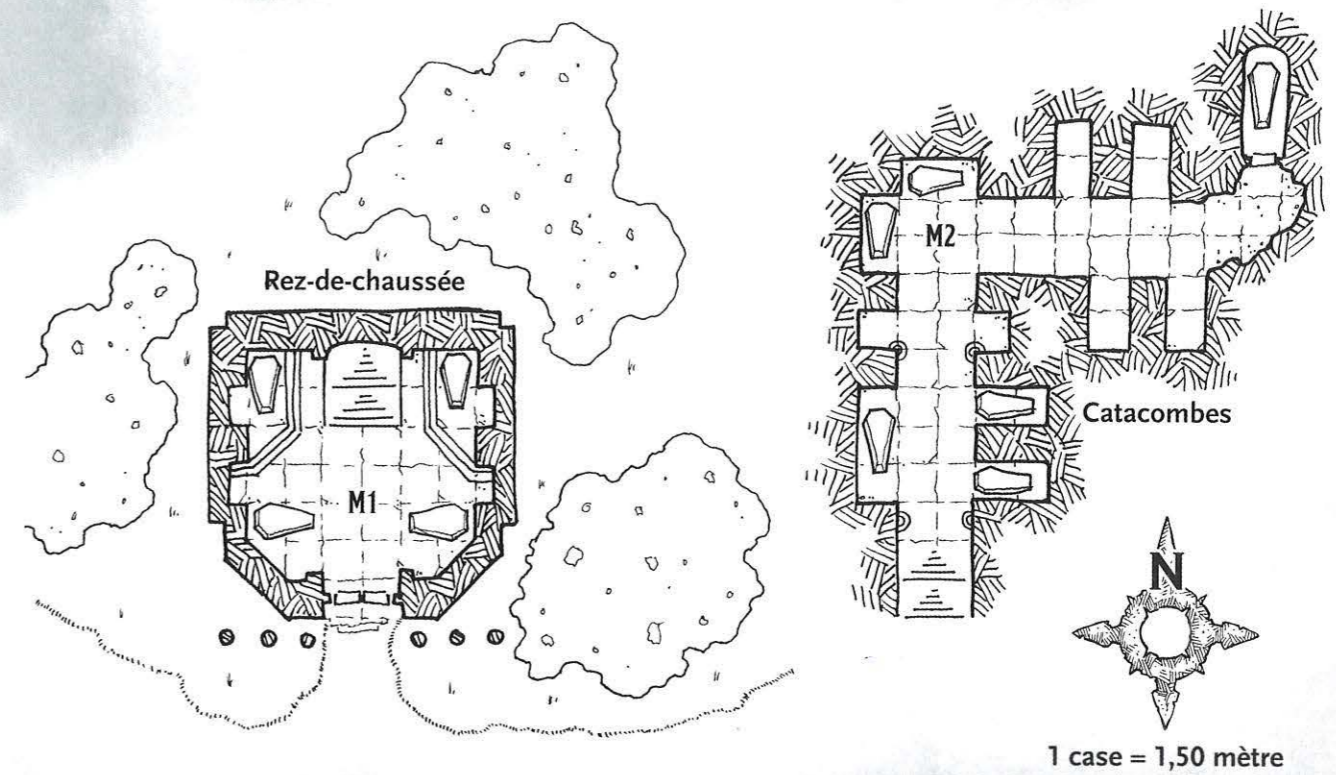 Rez-de-chaussée
M1
M2
Catacombes
N
1 case = 1,50 mètre